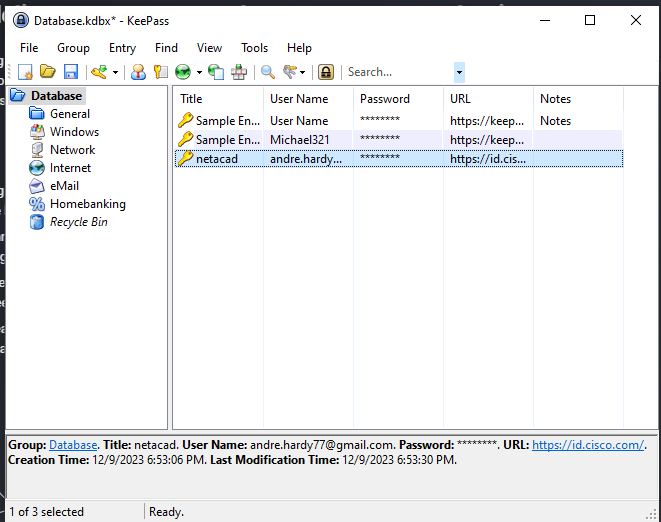 Database.kdbx* - KeePass
File Group Entry Find View Tools Help
Search...
Database
General
Windows
Network
Internet
eMail
Homebanking
Recycle Bin
Title User Name Password URL Notes
Sample En... User Name ******** https://keep... Notes
Sample En... Michael321 ******** https://keep...
netacad andre.hardy... ******** https://id.cis...
Group: Database. Title: netacad. User Name: andre.hardy77@gmail.com. Password: ********. URL: https://id.cisco.com/.
Creation Time: 12/9/2023 6:53:06 PM. Last Modification Time: 12/9/2023 6:53:30 PM.
1 of 3 selected Ready.